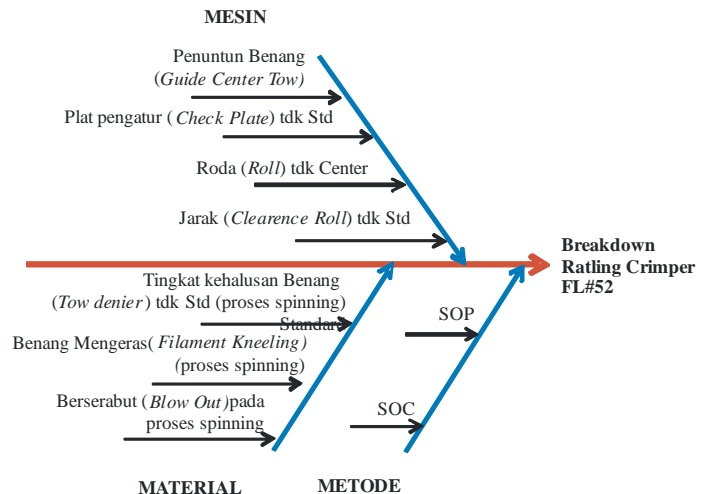 MESIN
Penuntun Benang
(Guide Center Tow)
Plat pengatur (Check Plate) tdk Std
Roda (Roll) tdk Center
Jarak (Clearence Roll) tdk Std
Breakdown
Ratling Crimper
FL#52
Tingkat kehalusan Benang
(Tow denier) tdk Std (proses spinning)
Standard
Benang Mengeras( Filament Kneeling)
(proses spinning)
Berserabut (Blow Out)pada
proses spinning
SOP
SOC
MATERIAL
METODE